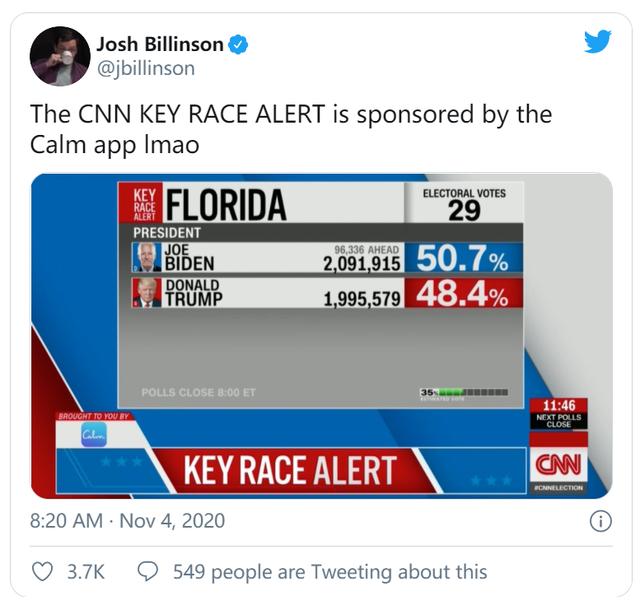 Josh Billinson
@jbillinson
The CNN KEY RACE ALERT is sponsored by the
Calm app lmao
KEY
RACE
ALERT
FLORIDA
ELECTORAL VOTES
29
PRESIDENT
JOE
BIDEN
96,336 AHEAD
2,091,915
50.7%
DONALD
TRUMP
1,995,579
48.4%
POLLS CLOSE 8:00 ET
35%
ESTIMATED VOTE
BROUGHT TO YOU BY
Calm
11:46
NEXT POLLS
CLOSE
KEY RACE ALERT
CNN
#CNNELECTION
8:20 AM · Nov 4, 2020
3.7K
549 people are Tweeting about this